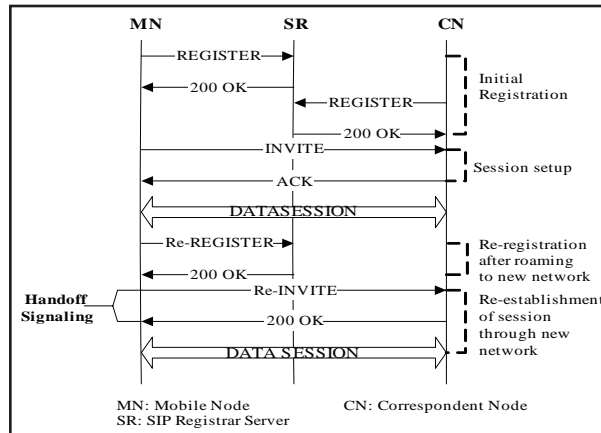 MN SR CN
REGISTER
200 OK
REGISTER
Initial
Registration
200 OK
INVITE
Session setup
ACK
DATASESSION
Re-REGISTER
Re-registration
after roaming
to new network
200 OK
Re-INVITE
Handoff
Signaling
Re-establishment
of session
through new
network
200 OK
DATA SESSION
MN: Mobile Node CN: Correspondent Node
SR: SIP Registrar Server